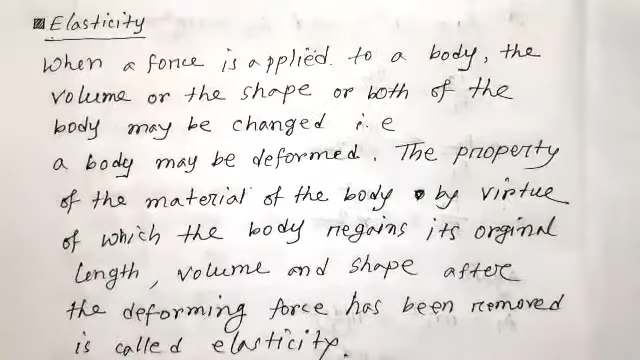 Elasticity
When a force is applied to a body, the
volume or the shape or both of the
body may be changed i.e
a body may be deformed. The property
of the material of the body by virtue
of which the body regains its orginal
length, volume and shape after
the deforming force has been removed
is called elasticity.